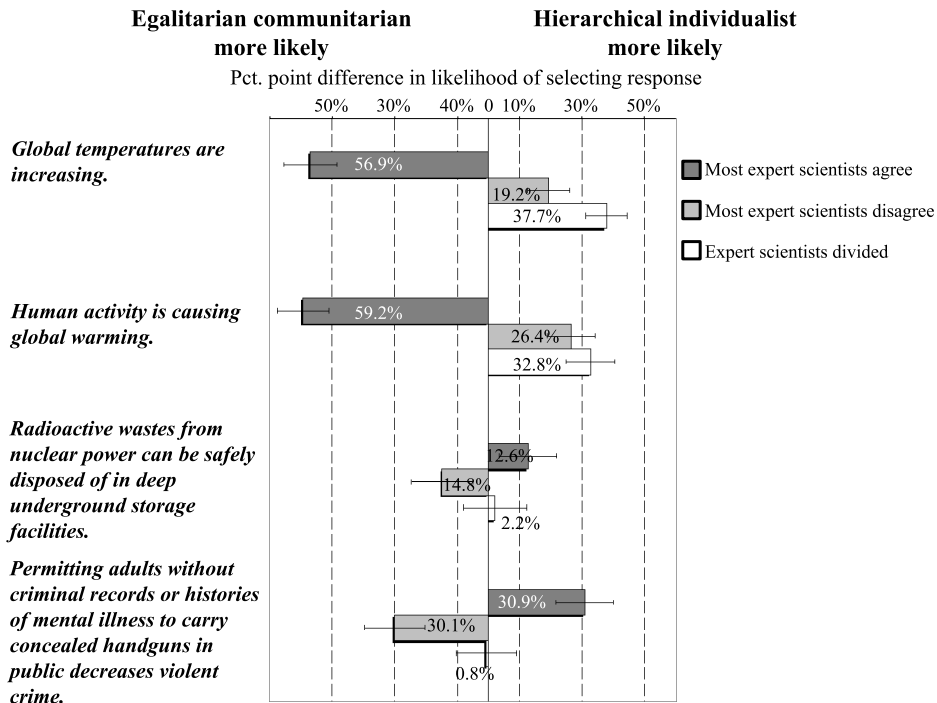 Egalitarian communitarian
more likely
Hierarchical individualist
more likely
Pct. point difference in likelihood of selecting response
50% 30% 40% 0 10% 30% 50%
Global temperatures are
increasing.
56.9%
19.2%
37.7%
Most expert scientists agree
Most expert scientists disagree
Expert scientists divided
Human activity is causing
global warming.
59.2%
26.4%
32.8%
Radioactive wastes from
nuclear power can be safely
disposed of in deep
underground storage
facilities.
12.6%
14.8%
2.2%
Permitting adults without
criminal records or histories
of mental illness to carry
concealed handguns in
public decreases violent
crime.
30.9%
30.1%
0.8%